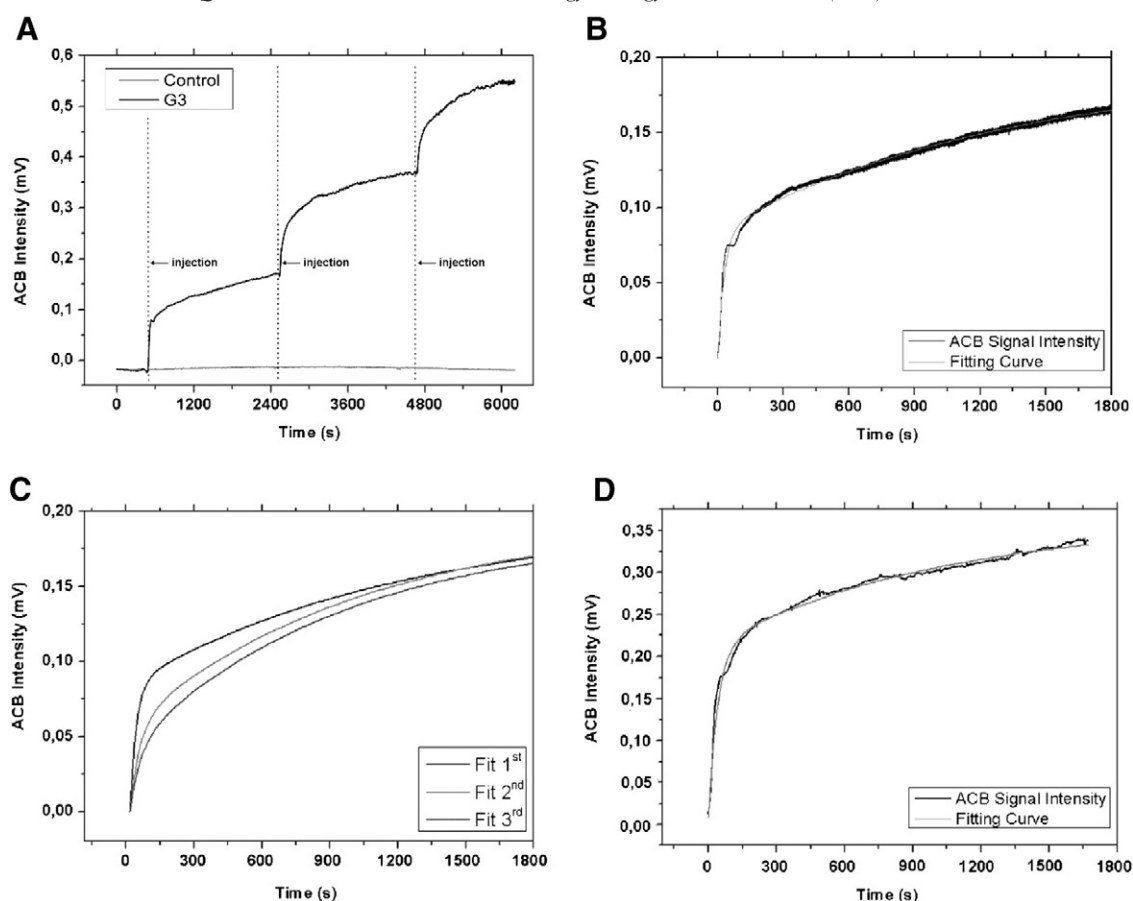 A
ACB Intensity (mV)
0,6
0,5
0,4
0,3
0,2
0,1
0,0
Control
G3
injection
injection
injection
0 1200 2400 3600 4800 6000
Time (s)
B
ACB Intensity (mV)
0,20
0,15
0,10
0,05
0,00
ACB Signal Intensity
Fitting Curve
0 300 600 900 1200 1500 1800
Time (s)
C
ACB Intensity (mV)
0,20
0,15
0,10
0,05
0,00
Fit 1st
Fit 2nd
Fit 3rd
0 300 600 900 1200 1500 1800
Time (s)
D
ACB Intensity (mV)
0,35
0,30
0,25
0,20
0,15
0,10
0,05
0,00
ACB Signal Intensity
Fitting Curve
0 300 600 900 1200 1500 1800
Time (s)